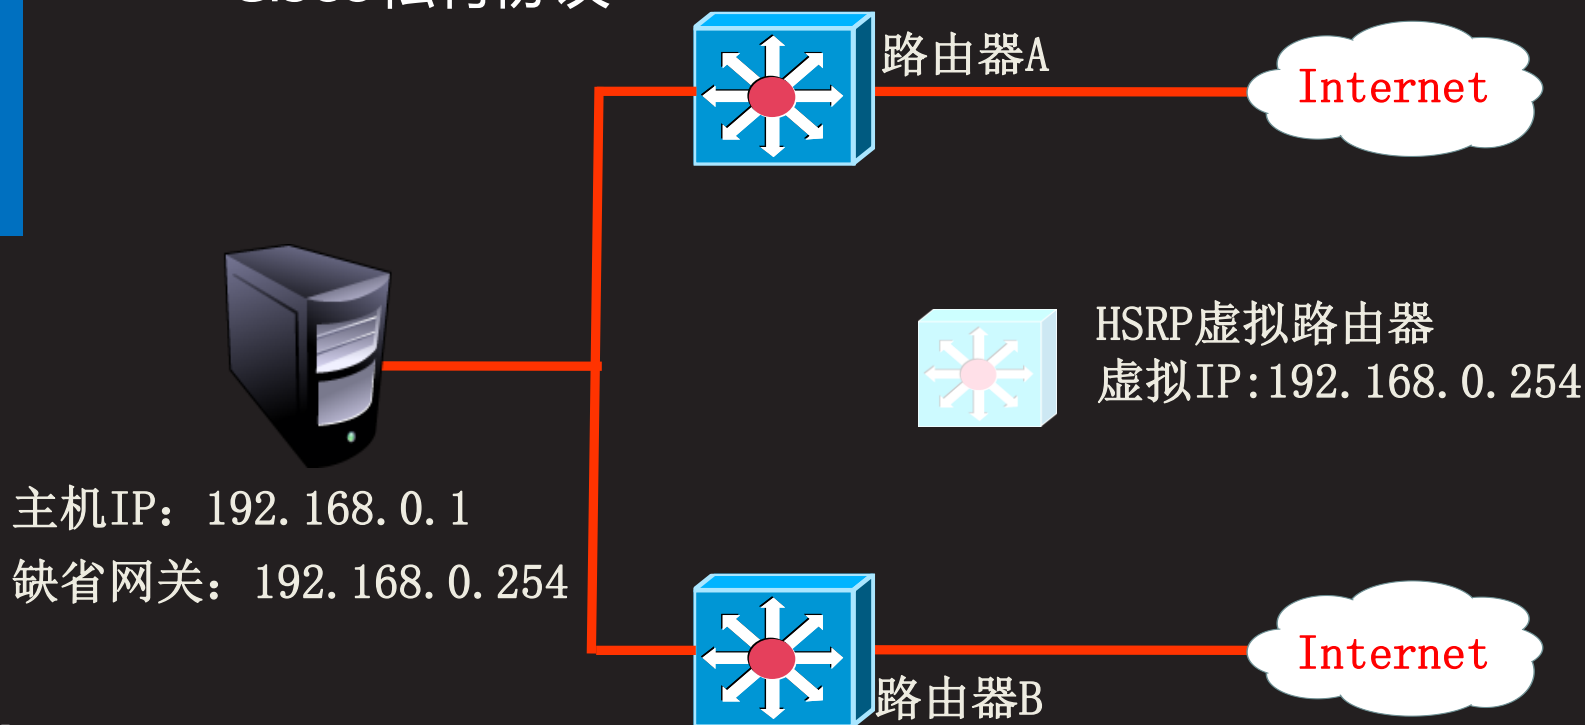 路由器A
Internet
HSRP虚拟路由器
虚拟IP:192.168.0.254
主机IP：192.168.0.1
缺省网关：192.168.0.254
Internet
路由器B